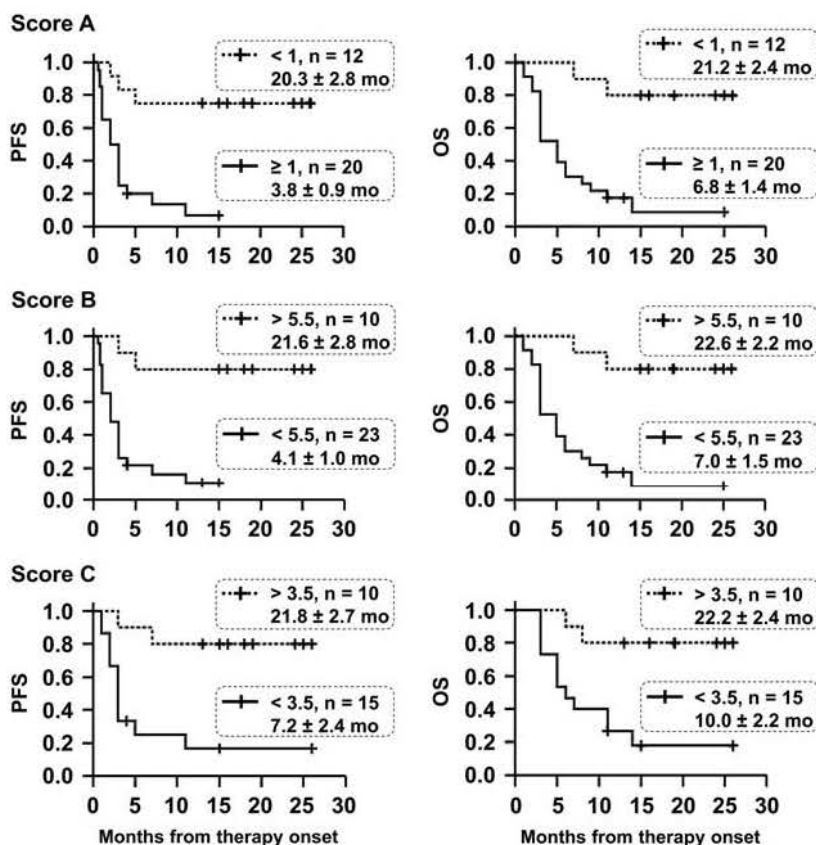 Score A
PFS
1.0
0.8
0.6
0.4
0.2
0.0
0 5 10 15 20 25 30
< 1, n = 12
20.3 ± 2.8 mo
≥ 1, n = 20
3.8 ± 0.9 mo
OS
1.0
0.8
0.6
0.4
0.2
0.0
0 5 10 15 20 25 30
< 1, n = 12
21.2 ± 2.4 mo
≥ 1, n = 20
6.8 ± 1.4 mo
Score B
PFS
1.0
0.8
0.6
0.4
0.2
0.0
0 5 10 15 20 25 30
> 5.5, n = 10
21.6 ± 2.8 mo
< 5.5, n = 23
4.1 ± 1.0 mo
OS
1.0
0.8
0.6
0.4
0.2
0.0
0 5 10 15 20 25 30
> 5.5, n = 10
22.6 ± 2.2 mo
< 5.5, n = 23
7.0 ± 1.5 mo
Score C
PFS
1.0
0.8
0.6
0.4
0.2
0.0
0 5 10 15 20 25 30
Months from therapy onset
> 3.5, n = 10
21.8 ± 2.7 mo
< 3.5, n = 15
7.2 ± 2.4 mo
OS
1.0
0.8
0.6
0.4
0.2
0.0
0 5 10 15 20 25 30
Months from therapy onset
> 3.5, n = 10
22.2 ± 2.4 mo
< 3.5, n = 15
10.0 ± 2.2 mo